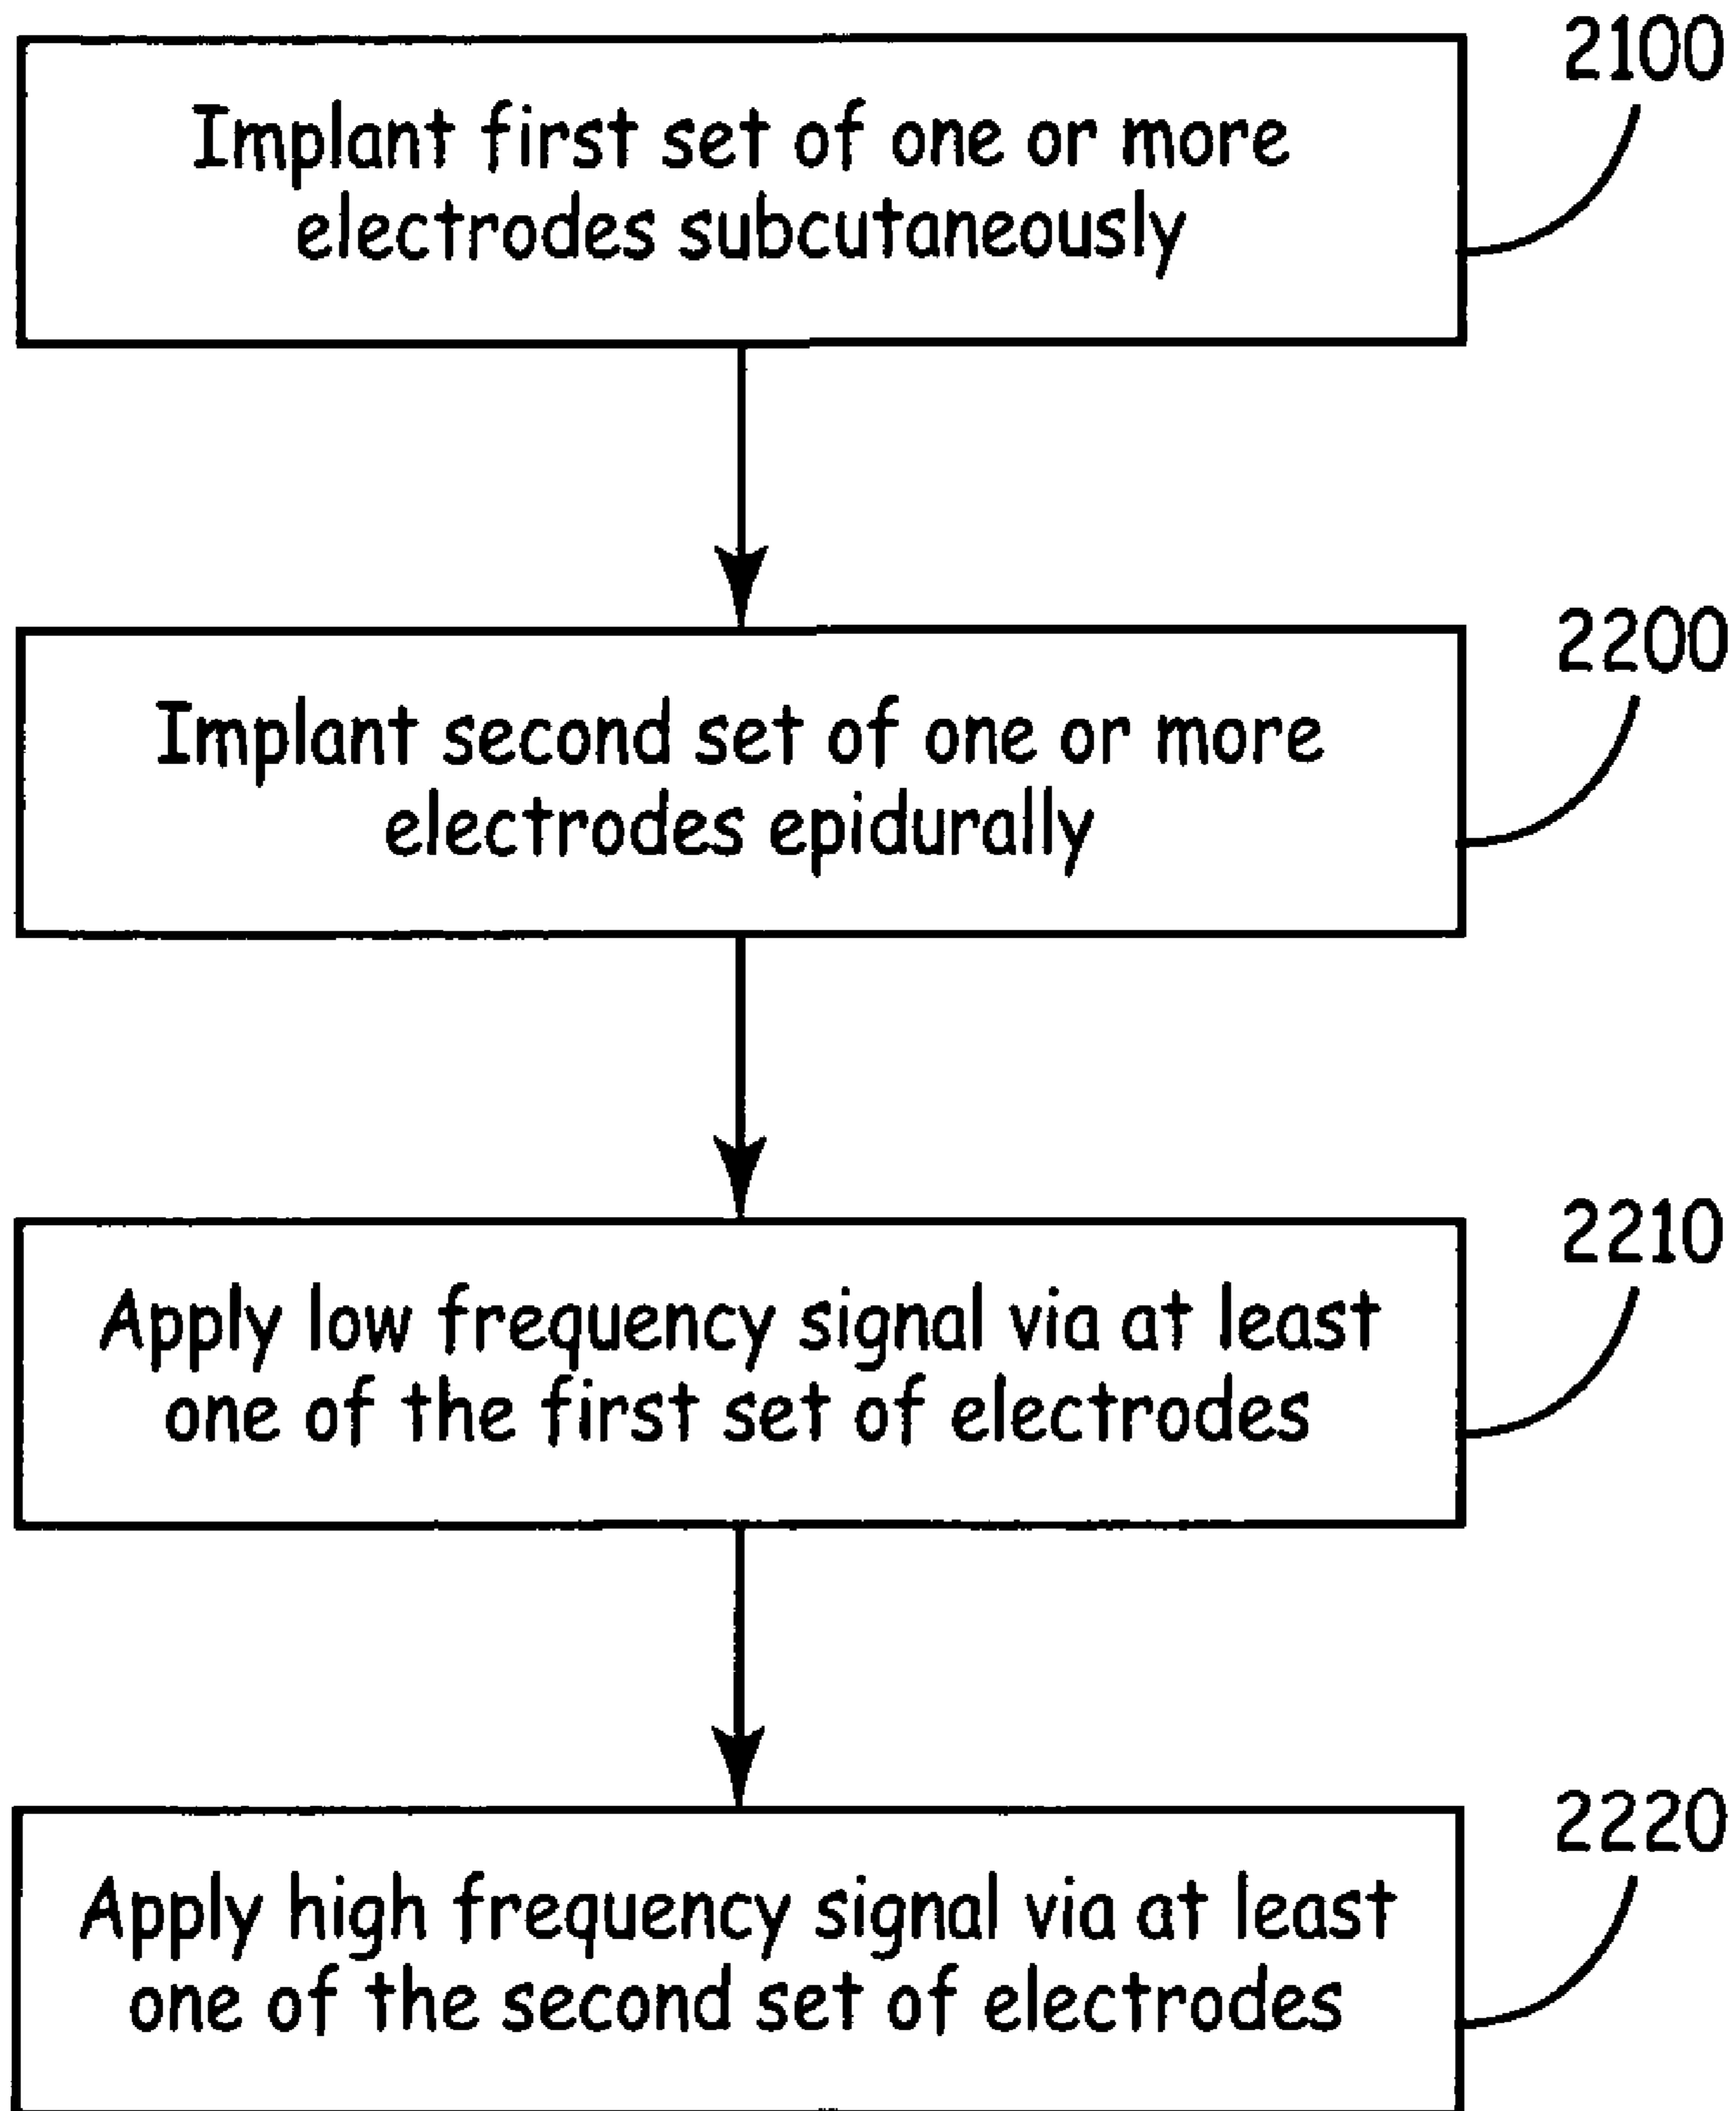 2100
Implant first set of one or more
electrodes subcutaneously
2200
Implant second set of one or more
electrodes epidurally
2210
Apply low frequency signal via at least
one of the first set of electrodes
2220
Apply high frequency signal via at least
one of the second set of electrodes